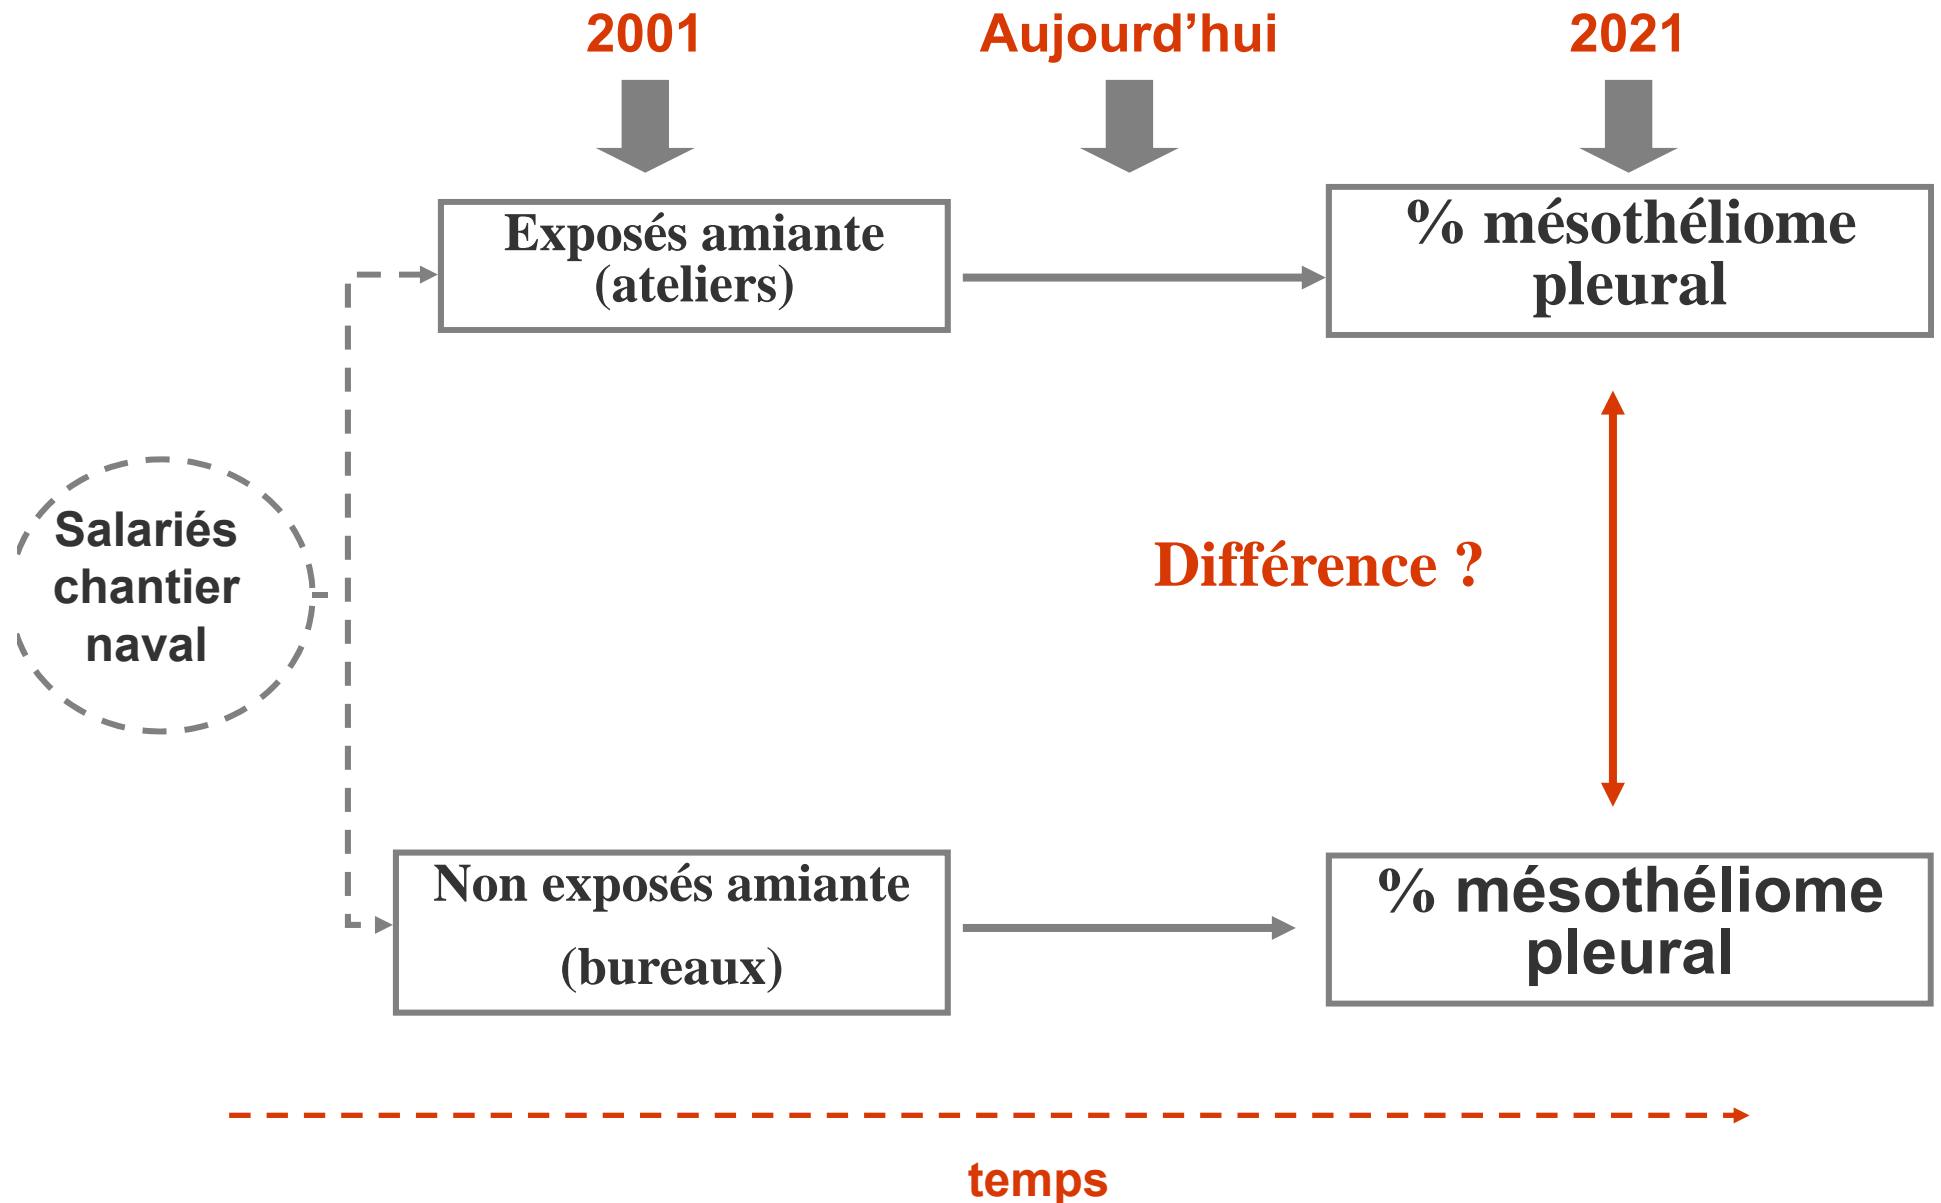 2001
Aujourd’hui
2021
Exposés amiante
(ateliers)
% mésothéliome
pleural
Salariés
chantier
naval
Différence ?
Non exposés amiante
(bureaux)
% mésothéliome
pleural
temps